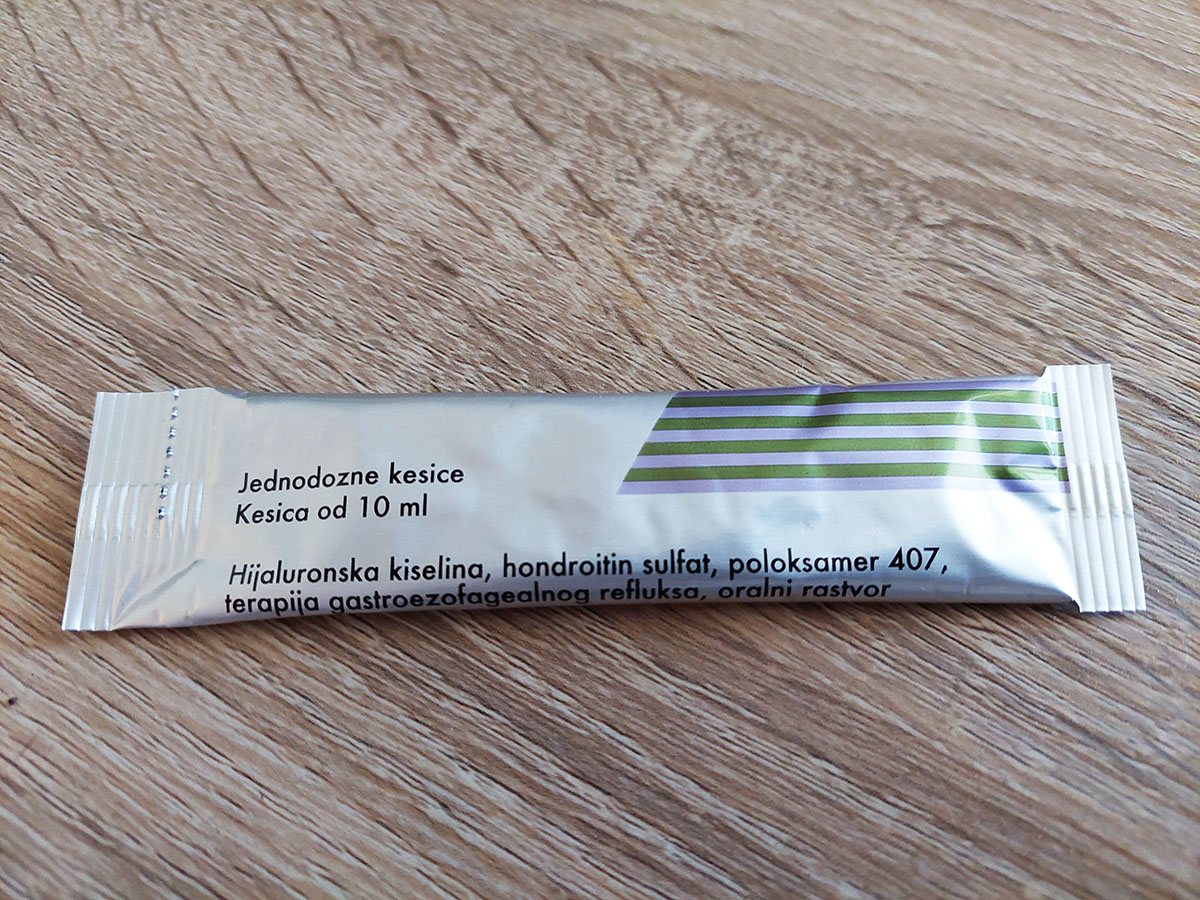 Jednodozne kesice
Kesica od 10 ml
Hijaluronska kiselina, hondroitin sulfat, poloksamer 407,
terapija gastroezofagealnog refluksa, oralni rastvor